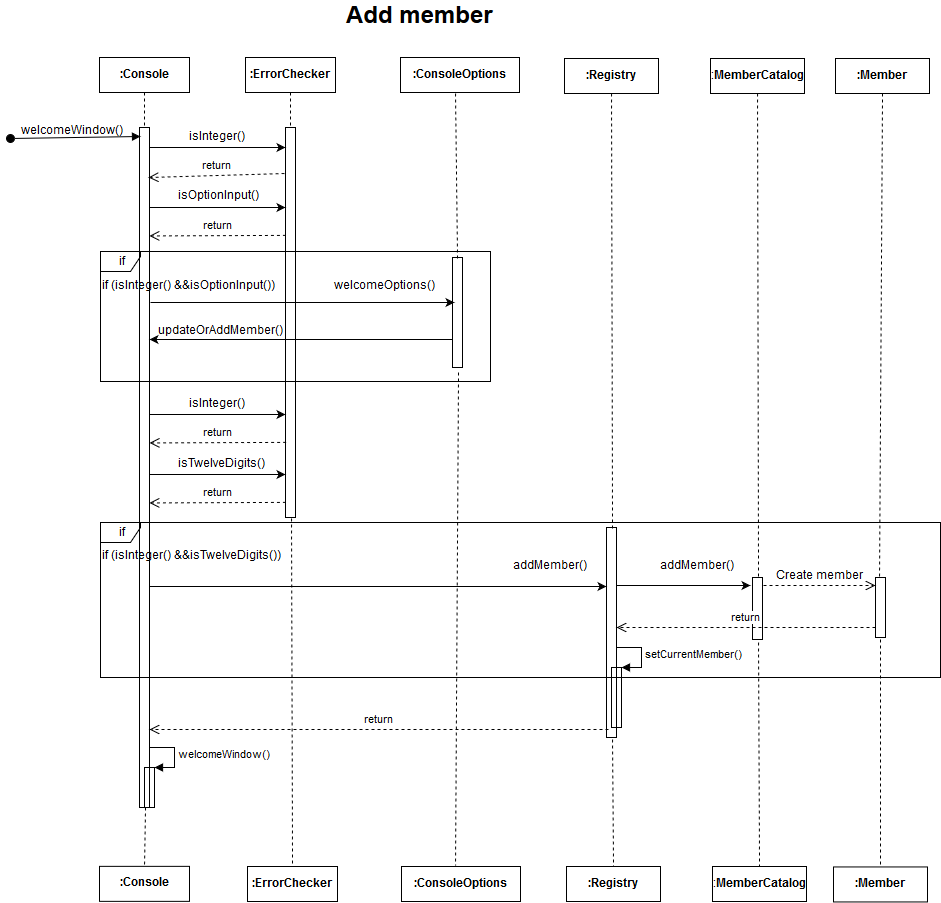 Add member
:Console
:ErrorChecker
:ConsoleOptions
:Registry
:MemberCatalog
:Member
welcomeWindow()
isInteger()
return
isOptionInput()
return
if
if (isInteger() &&isOptionInput())
welcomeOptions()
updateOrAddMember()
isInteger()
return
isTwelveDigits()
return
if
if (isInteger() &&isTwelveDigits())
addMember()
addMember()
Create member
return
setCurrentMember()
return
welcomeWindow()
:Console
:ErrorChecker
:ConsoleOptions
:Registry
:MemberCatalog
:Member